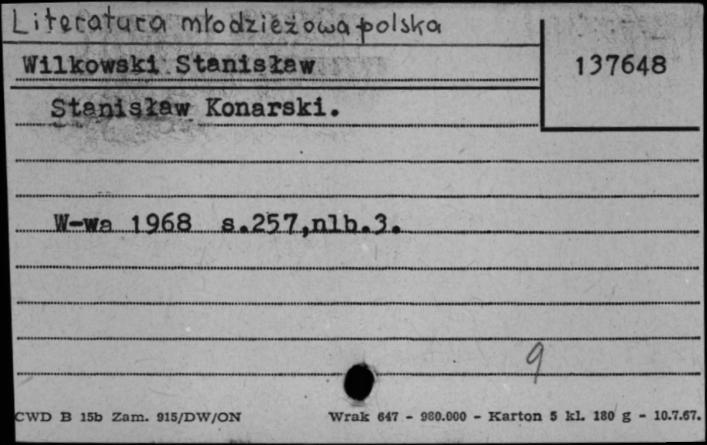 Literatura młodzieżowa polska
Wilkowski Stanisław
137648
Stanisław Konarski.
W-wa 1968 s.257,nlb.3.
9
CWD B 15b Zam. 915/DW/ON Wrak 647 - 980.000 - Karton 5 kl. 180 g - 10.7.67.